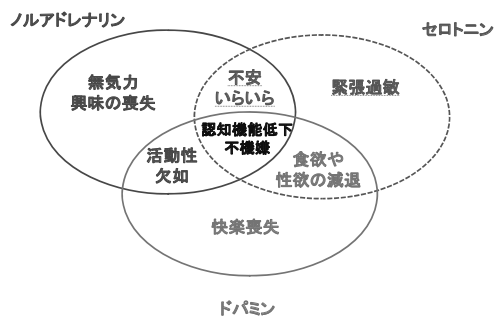 ノルアドレナリン
セロトニン
無気力
興味の喪失
不安
いらいら
緊張過敏
認知機能低下
不機嫌
活動性
欠如
食欲や
性欲の減退
快楽喪失
ドパミン